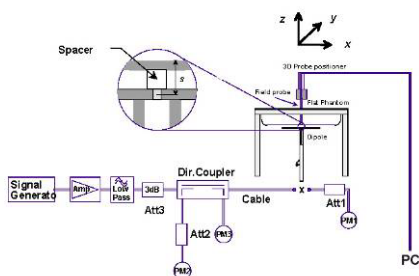 z
y
x
Spacer
s
3D Probe positioner
Field probe
Flat Phantom
Dipole
Signal
Generato
Amp
Low
Pass
3dB
Att3
Dir.Coupler
Cable
x
Att1
PM1
Att2
PM3
PM2
PC